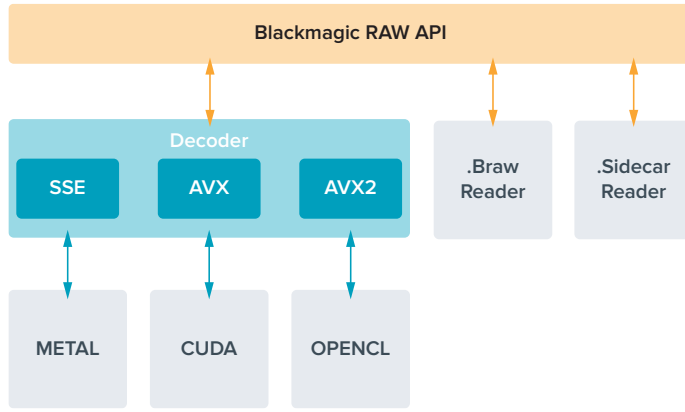 Blackmagic RAW API
Decoder
SSE
AVX
AVX2
.Braw
Reader
.Sidecar
Reader
METAL
CUDA
OPENCL